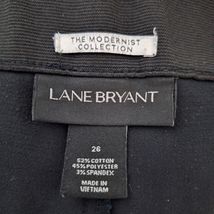 THE MODERNIST
COLLECTION
LANE BRYANT
26
52% COTTON
45% POLYESTER
3% SPANDEX
MADE IN
VIETNAM